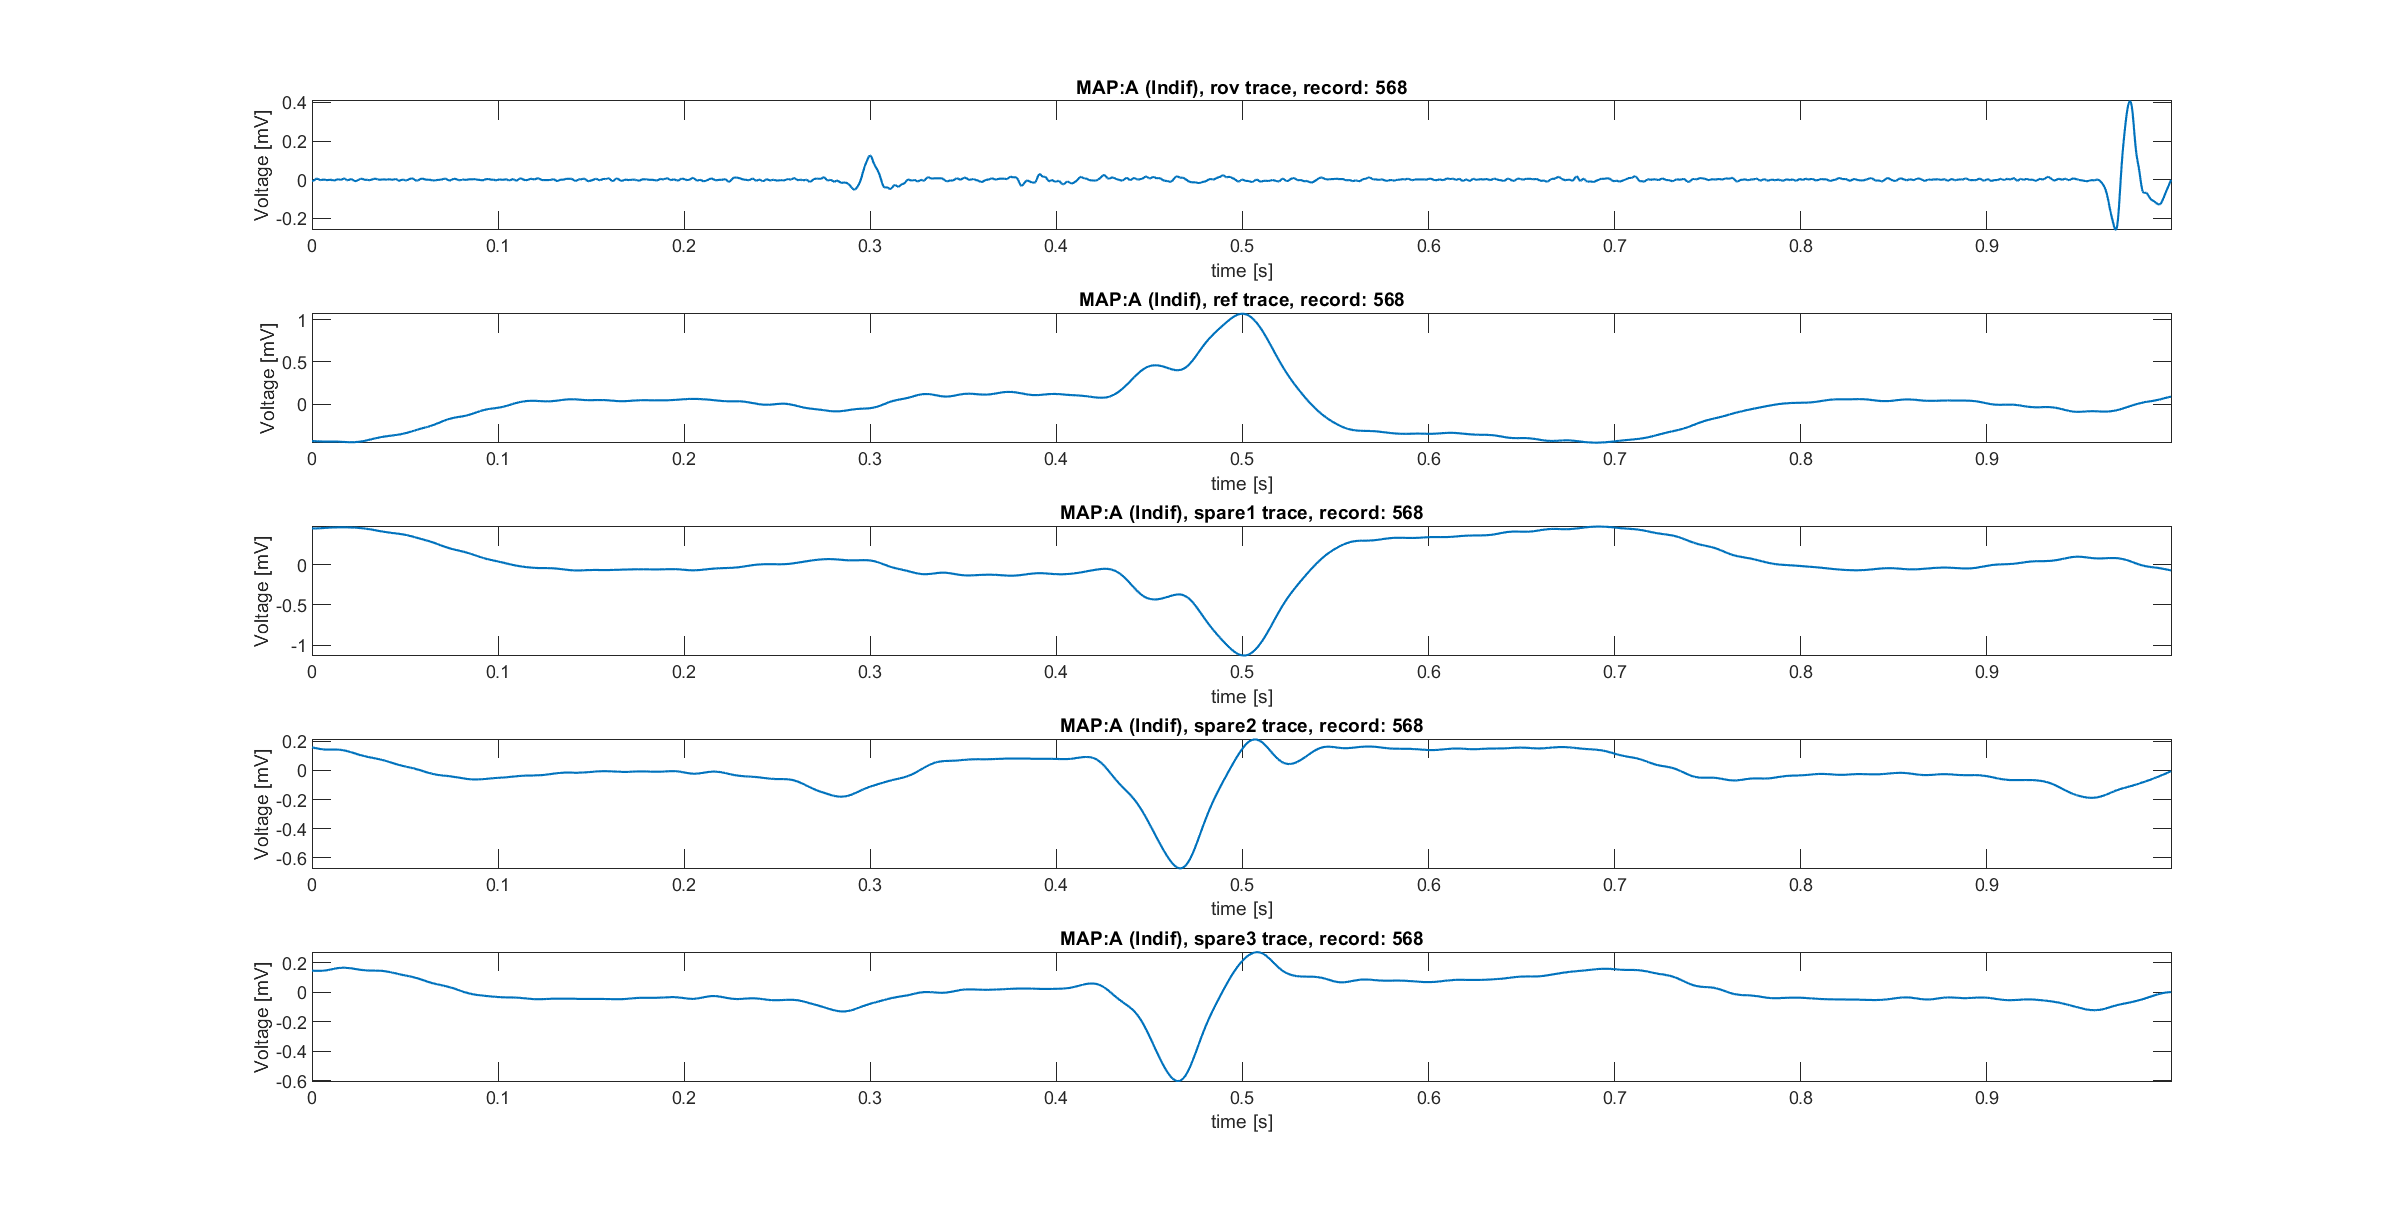 MAP:A (Indif), rov trace, record: 568
Voltage [mV]
0.4
0.2
0
-0.2
0 0.1 0.2 0.3 0.4 0.5 0.6 0.7 0.8 0.9
time [s]
MAP:A (Indif), ref trace, record: 568
Voltage [mV]
1
0.5
0
0 0.1 0.2 0.3 0.4 0.5 0.6 0.7 0.8 0.9
time [s]
MAP:A (Indif), spare1 trace, record: 568
Voltage [mV]
0
-0.5
-1
0 0.1 0.2 0.3 0.4 0.5 0.6 0.7 0.8 0.9
time [s]
MAP:A (Indif), spare2 trace, record: 568
Voltage [mV]
0.2
0
-0.2
-0.4
-0.6
0 0.1 0.2 0.3 0.4 0.5 0.6 0.7 0.8 0.9
time [s]
MAP:A (Indif), spare3 trace, record: 568
Voltage [mV]
0.2
0
-0.2
-0.4
-0.6
0 0.1 0.2 0.3 0.4 0.5 0.6 0.7 0.8 0.9
time [s]